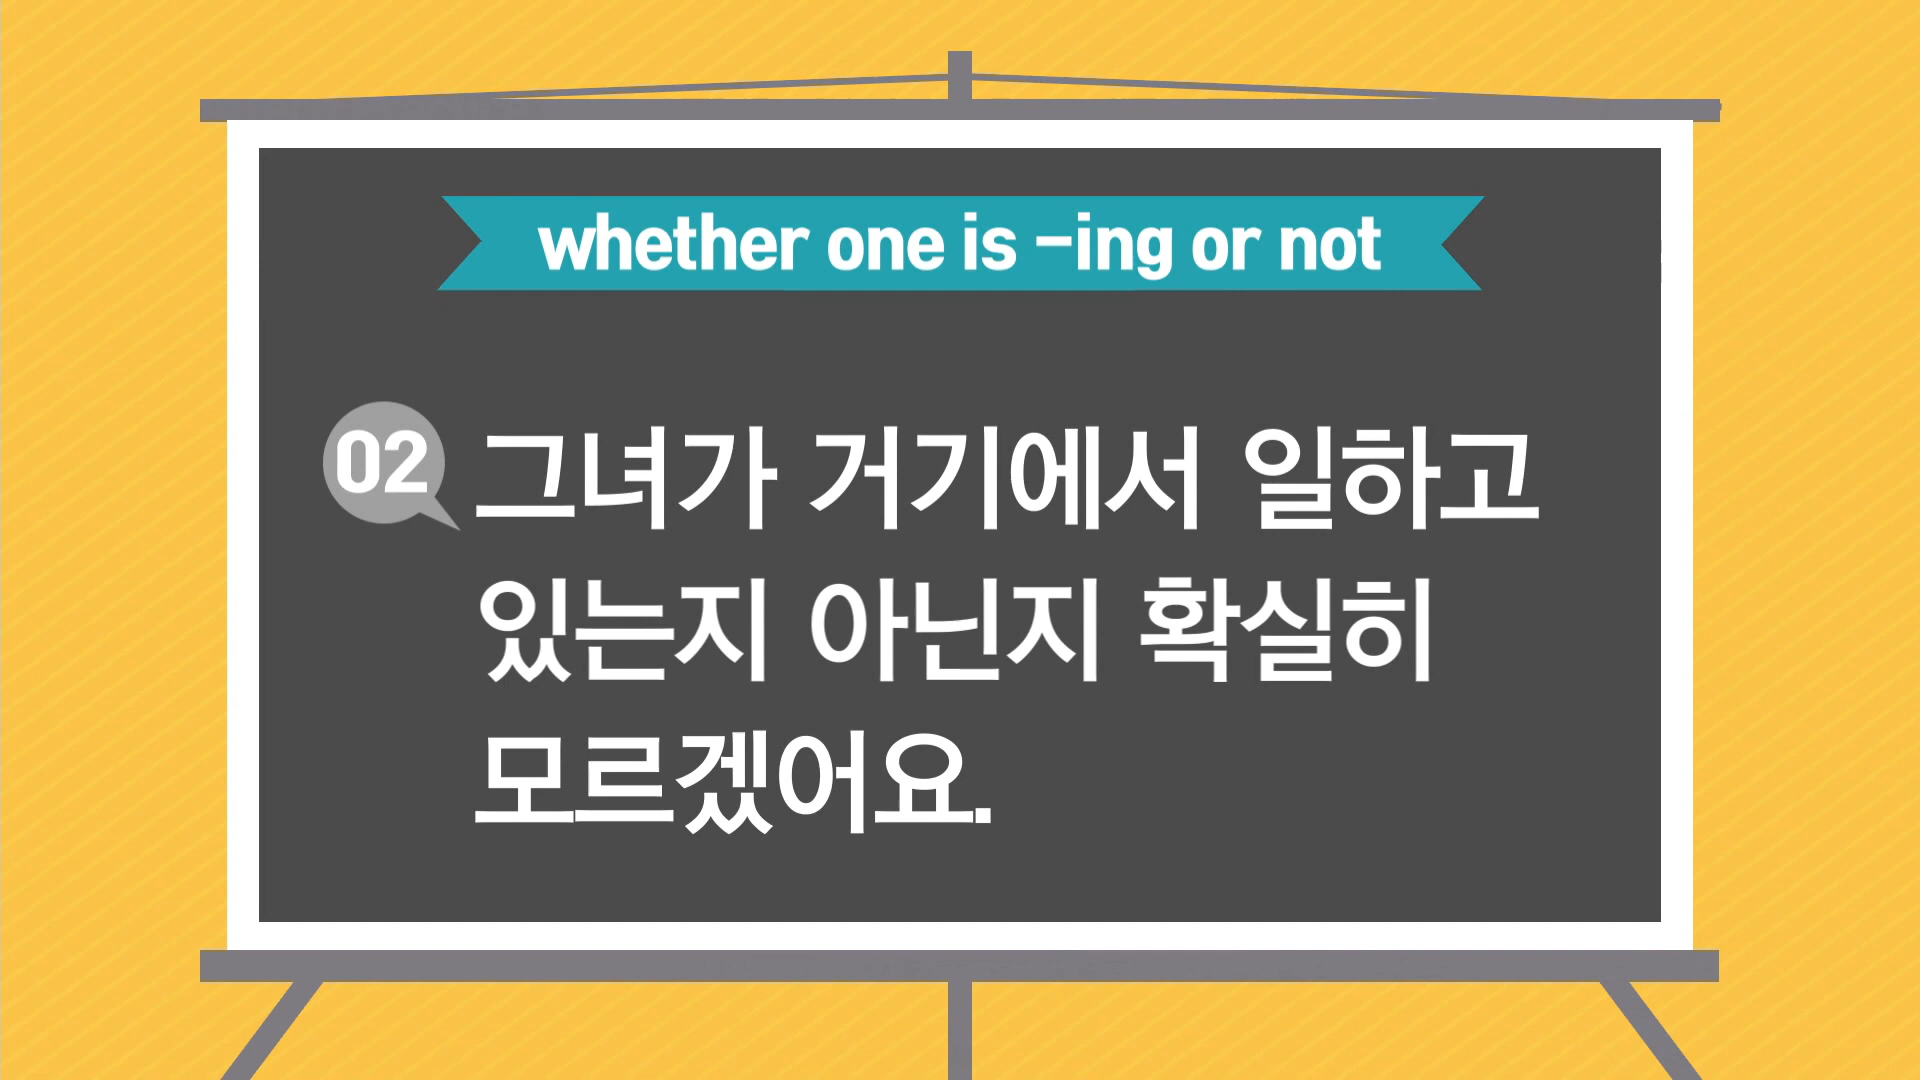 whether one is -ing or not
02 그녀가 거기에서 일하고
있는지 아닌지 확실히
모르겠어요.